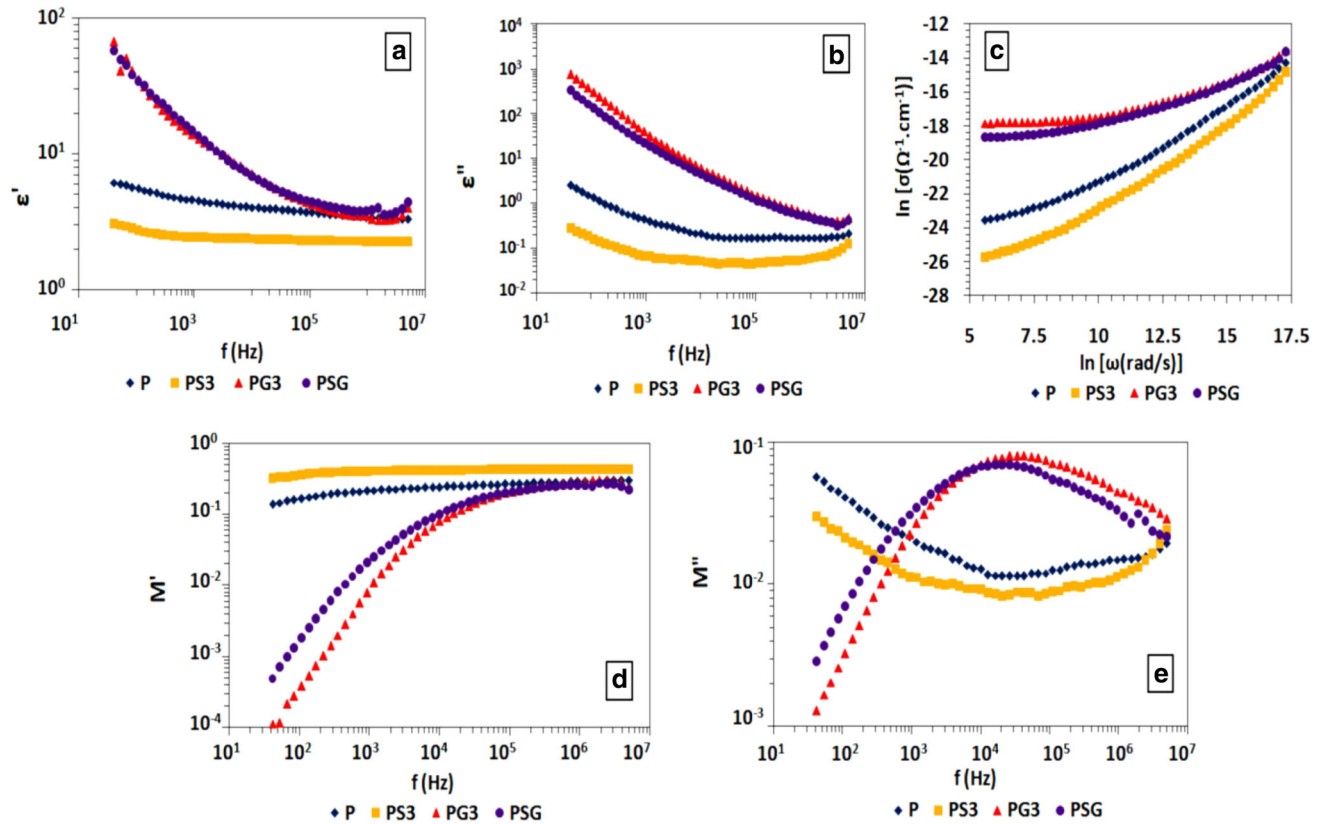 a
ε'
10²
10¹
10⁰
10¹ 10³ 10⁵ 10⁷
f (Hz)
P PS3 PG3 PSG
b
ε"
10⁴
10³
10²
10¹
10⁰
10⁻¹
10⁻²
10¹ 10³ 10⁵ 10⁷
f (Hz)
P PS3 PG3 PSG
c
ln [σ(Ω⁻¹.cm⁻¹)]
-12
-14
-16
-18
-20
-22
-24
-26
-28
5 7.5 10 12.5 15 17.5
ln [ω(rad/s)]
P PS3 PG3 PSG
d
M'
10⁰
10⁻¹
10⁻²
10⁻³
10⁻⁴
10¹ 10² 10³ 10⁴ 10⁵ 10⁶ 10⁷
f (Hz)
P PS3 PG3 PSG
e
M"
10⁻¹
10⁻²
10⁻³
10¹ 10² 10³ 10⁴ 10⁵ 10⁶ 10⁷
f (Hz)
P PS3 PG3 PSG